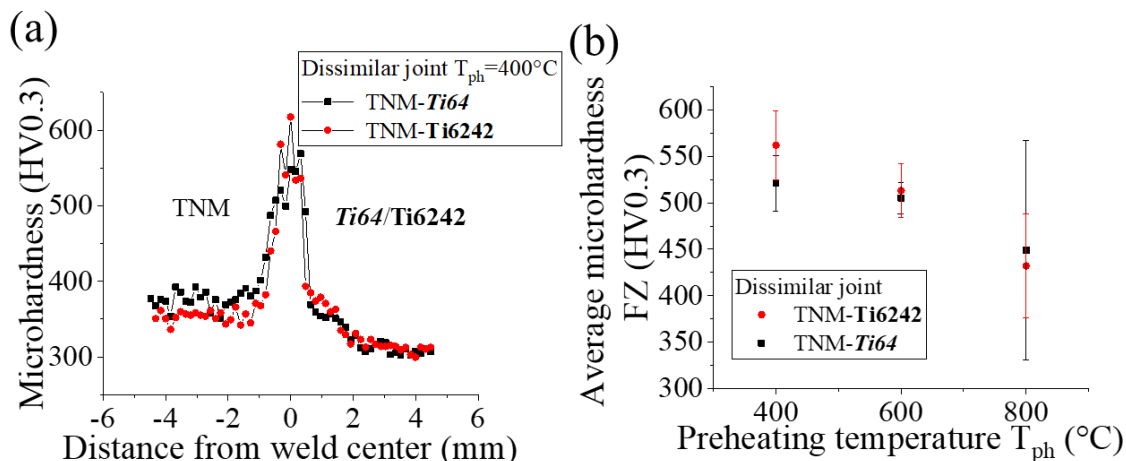 (a)
Microhardness (HV0.3)
600
500
400
300
Dissimilar joint Tph=400°C
TNM-Ti64
TNM-Ti6242
TNM
Ti64/Ti6242
-6 -4 -2 0 2 4 6
Distance from weld center (mm)
(b)
Average microhardness
FZ (HV0.3)
600
550
500
450
400
350
300
Dissimilar joint
TNM-Ti6242
TNM-Ti64
400 600 800
Preheating temperature Tph (°C)